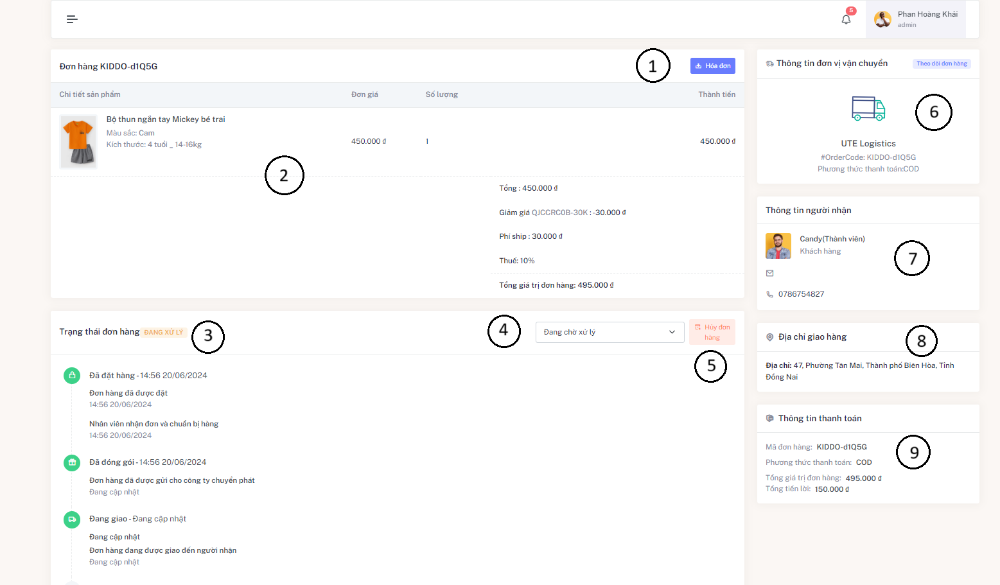 5
Phan Hoàng Khải
admin
Đơn hàng KIDDO-d1Q5G
1
Hóa đơn
Chi tiết sản phẩm
Đơn giá
Số lượng
Thành tiền
Bộ thun ngắn tay Mickey bé trai
Màu sắc: Cam
Kích thước: 4 tuổi _ 14-16kg
450.000 ₫
1
450.000 ₫
2
Tổng : 450.000 ₫
Giảm giá QJCCRC0B-30K : -30.000 ₫
Phí ship : 30.000 ₫
Thuế: 10%
Tổng giá trị đơn hàng: 495.000 ₫
Trạng thái đơn hàng ĐANG XỬ LÝ
3
4
Đang chờ xử lý
Hủy đơn
hàng
5
Đã đặt hàng - 14:56 20/06/2024
Đơn hàng đã được đặt
14:56 20/06/2024
Nhân viên nhận đơn và chuẩn bị hàng
14:56 20/06/2024
Đã đóng gói - 14:56 20/06/2024
Đơn hàng đã được gửi cho công ty chuyển phát
Đang cập nhật
Đang giao - Đang cập nhật
Đang cập nhật
Đơn hàng đang được giao đến người nhận
Đang cập nhật
Thông tin đơn vị vận chuyển
Theo dõi đơn hàng
6
UTE Logistics
#OrderCode: KIDDO-d1Q5G
Phương thức thanh toán:COD
Thông tin người nhận
Candy(Thành viên)
Khách hàng
7
0786754827
Địa chỉ giao hàng
8
Địa chỉ: 47, Phường Tân Mai, Thành phố Biên Hòa, Tỉnh
Đồng Nai
Thông tin thanh toán
9
Mã đơn hàng: KIDDO-d1Q5G
Phương thức thanh toán: COD
Tổng giá trị đơn hàng: 495.000 ₫
Tổng tiền lời: 150.000 ₫